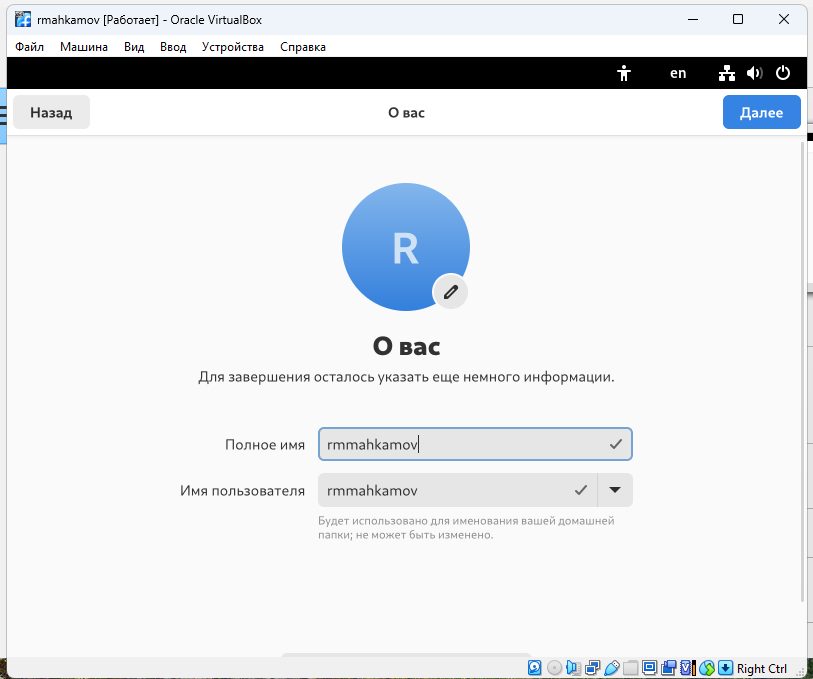 rmahkamov [Работает] - Oracle VirtualBox
Файл Машина Вид Ввод Устройства Справка
en
Назад О вас Далее
R
О вас
Для завершения осталось указать еще немного информации.
Полное имя rmmahkamov
Имя пользователя rmmahkamov
Будет использовано для именования вашей домашней
папки; не может быть изменено.
Right Ctrl